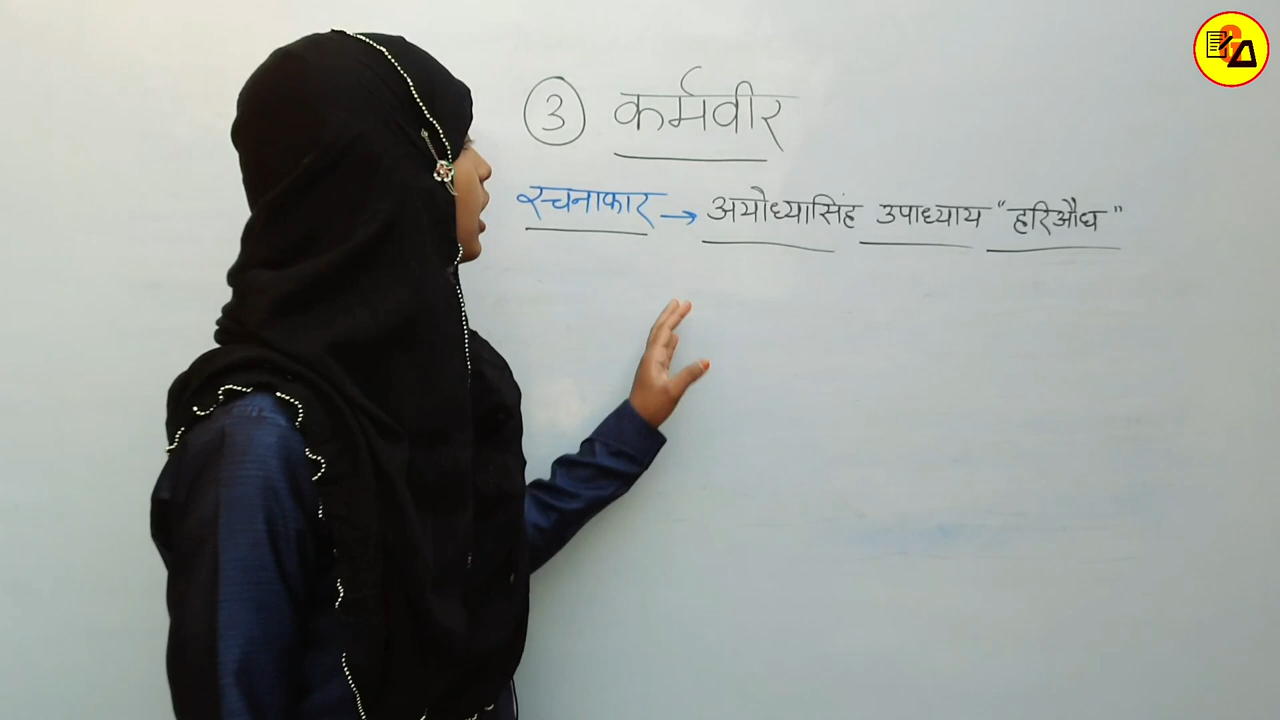 ③ कर्मवीर
रचनाकार → अयोध्यासिंह उपाध्याय "हरिऔध"